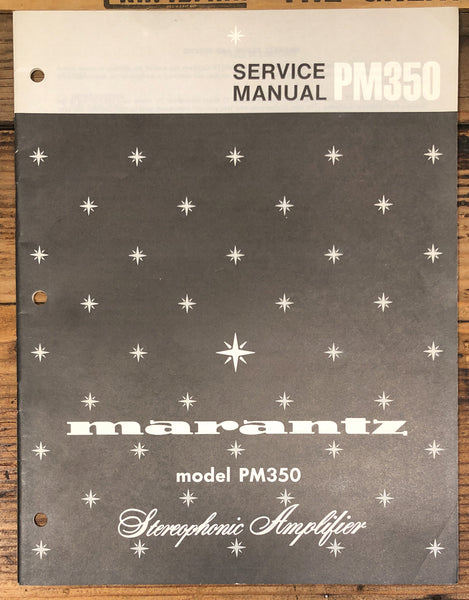 SERVICE
MANUAL PM350
marantz
model PM350
Stereophonic Amplifier